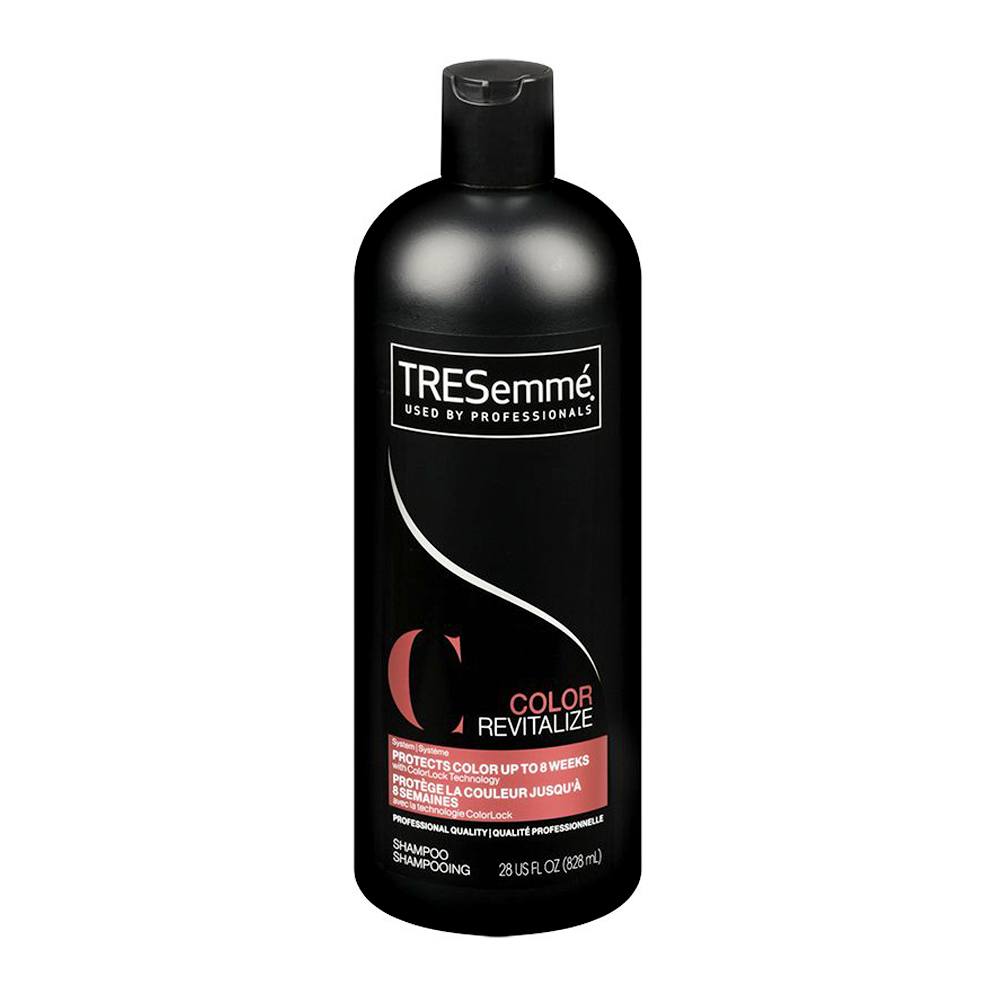 TRESemmé
USED BY PROFESSIONALS
C
COLOR
REVITALIZE
System | Système
PROTECTS COLOR UP TO 8 WEEKS
with ColorLock Technology
PROTÈGE LA COULEUR JUSQU'À
8 SEMAINES
avec la technologie ColorLock
PROFESSIONAL QUALITY | QUALITÉ PROFESSIONNELLE
SHAMPOO
SHAMPOOING
28 US FL OZ (828 mL)